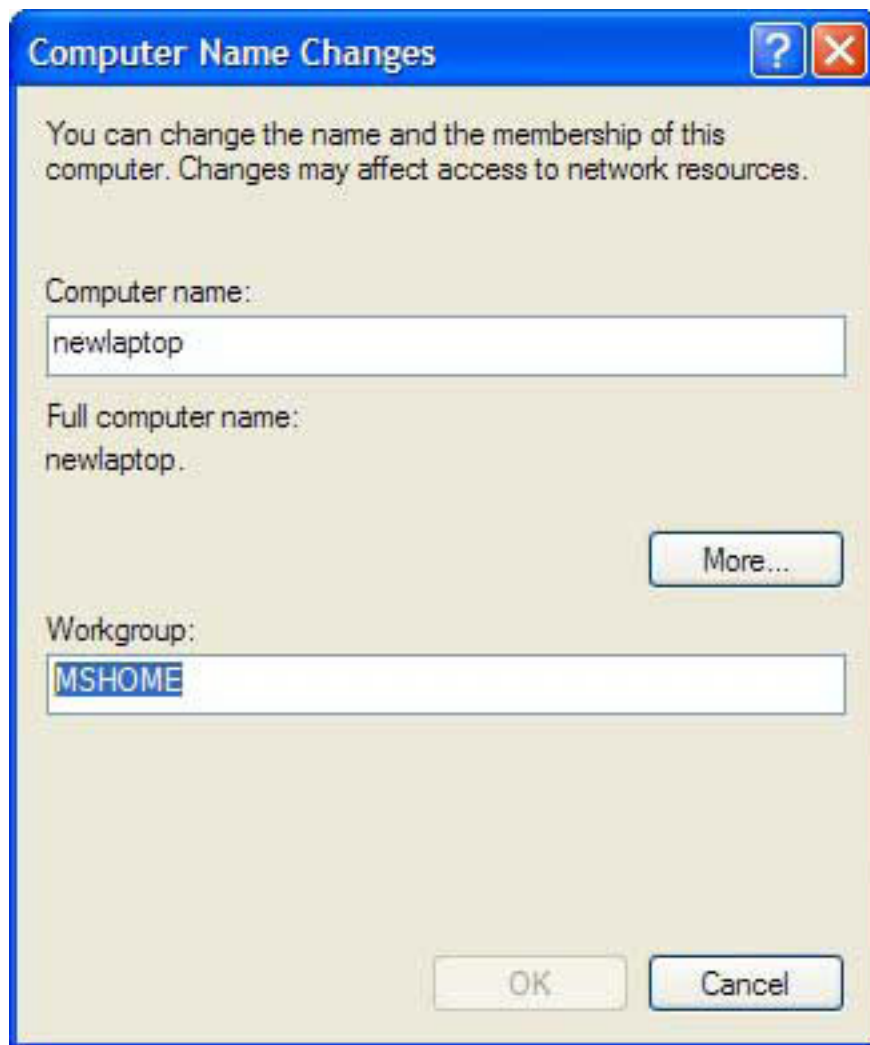 Computer Name Changes
You can change the name and the membership of this
computer. Changes may affect access to network resources.
Computer name:
newlaptop
Full computer name:
newlaptop.
More...
Workgroup:
MSHOME
OK
Cancel